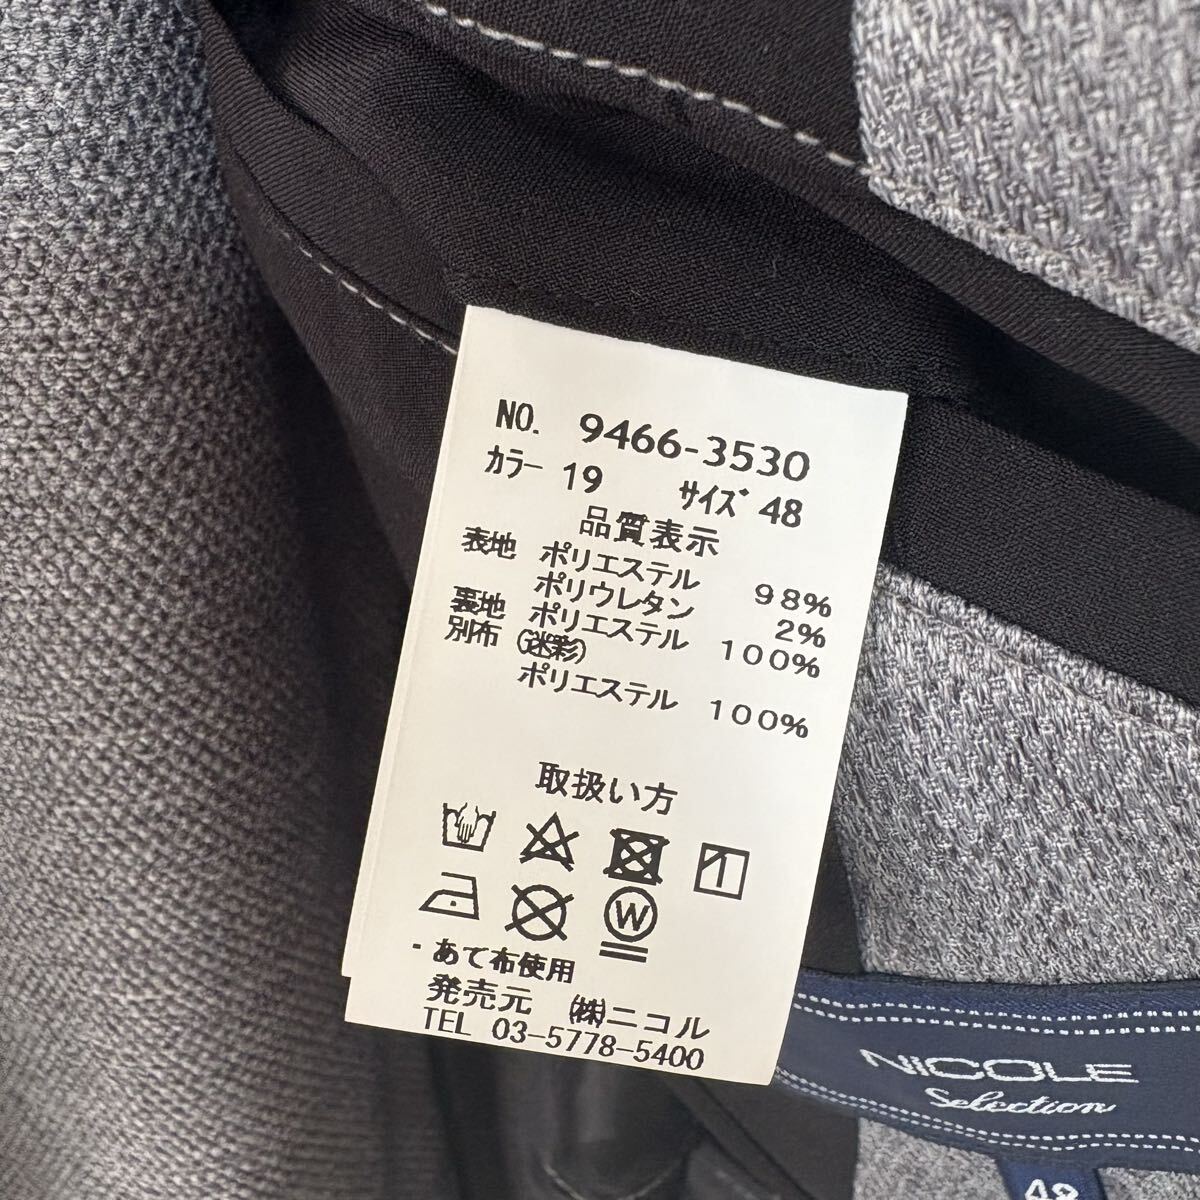 NO. 9466-3530
ｶﾗｰ 19 ｻｲｽﾞ 48
品質表示
表地 ポリエステル 98%
ポリウレタン 2%
裏地 ポリエステル 100%
別布 (迷彩)
ポリエステル 100%
取扱い方
W
・あて布使用
発売元 ㈱ニコル
TEL 03-5778-5400
NICOLE
Selection
48